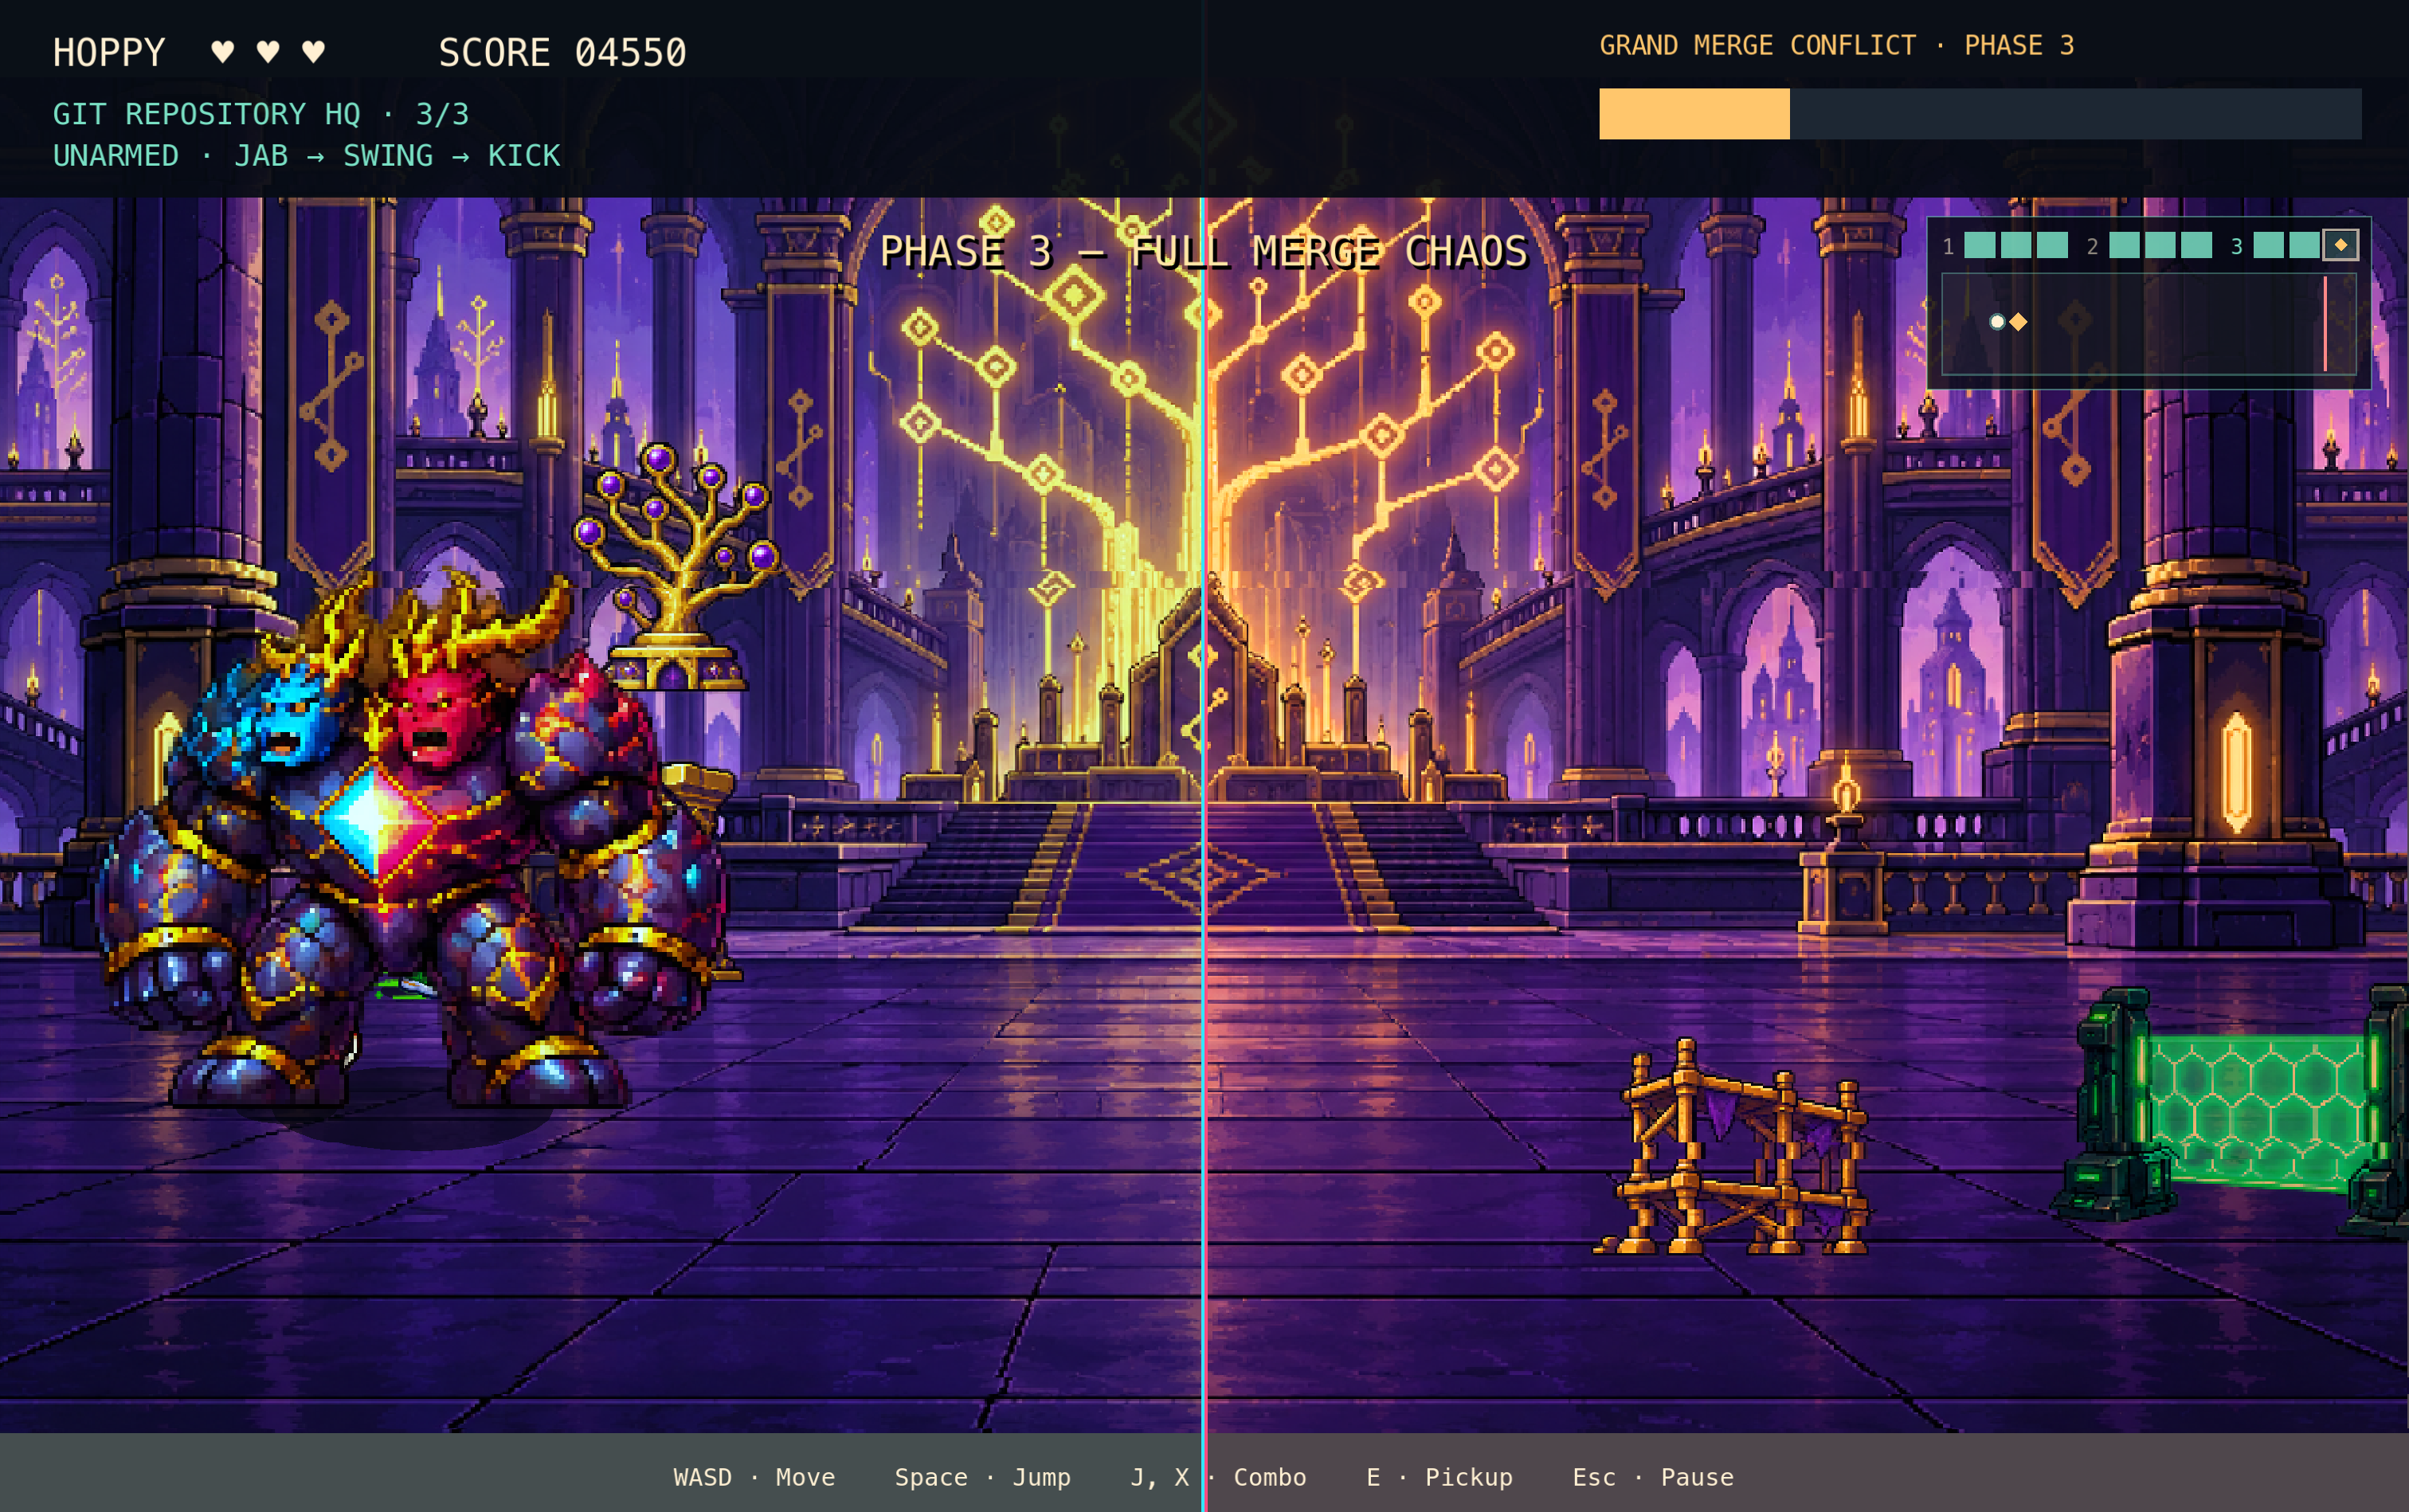 HOPPY ♥ ♥ ♥ SCORE 04550
GIT REPOSITORY HQ · 3/3
UNARMED · JAB → SWING → KICK
GRAND MERGE CONFLICT · PHASE 3
PHASE 3 — FULL MERGE CHAOS
1 2 3
WASD · Move Space · Jump J, X · Combo E · Pickup Esc · Pause